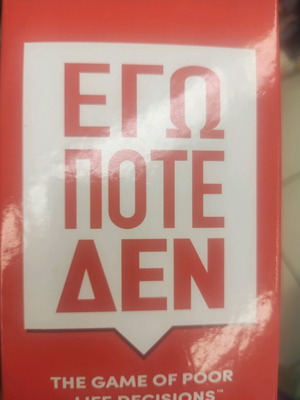 ΕΓΩ
ΠΟΤΕ
ΔΕΝ
THE GAME OF POOR
LIFE DECISIONS™